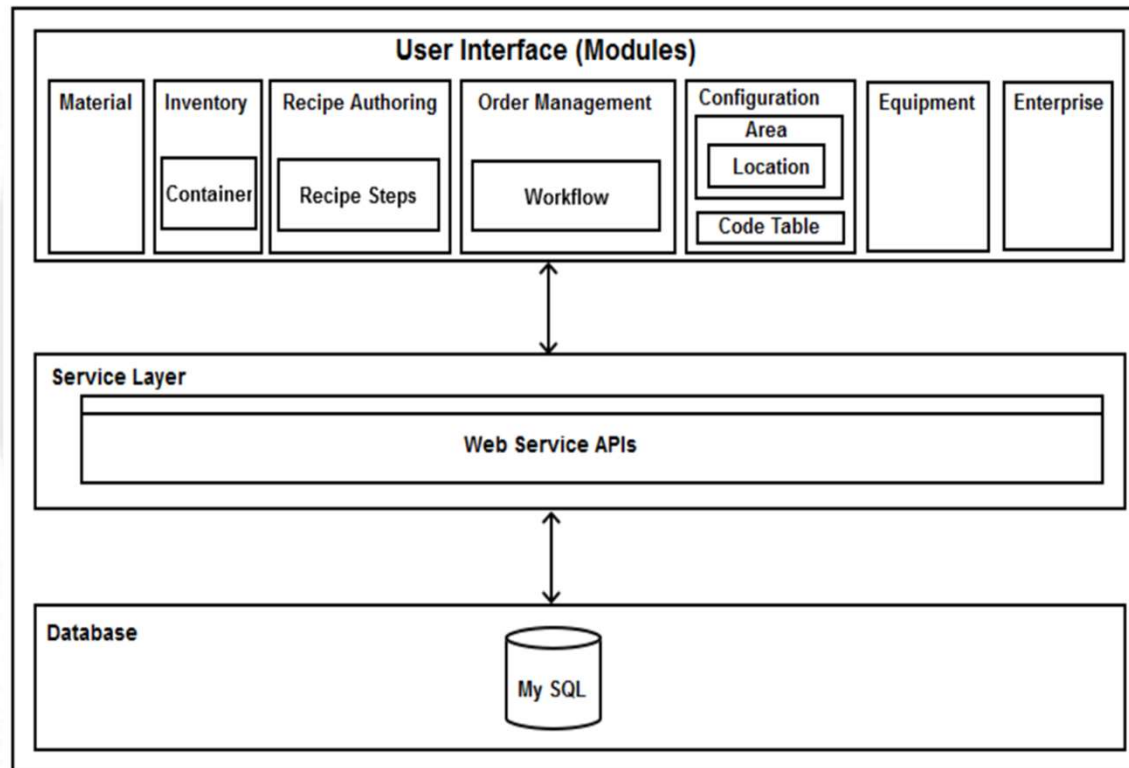 User Interface (Modules)
Material
Inventory
Container
Recipe Authoring
Recipe Steps
Order Management
Workflow
Configuration
Area
Location
Code Table
Equipment
Enterprise
Service Layer
Web Service APIs
Database
My SQL